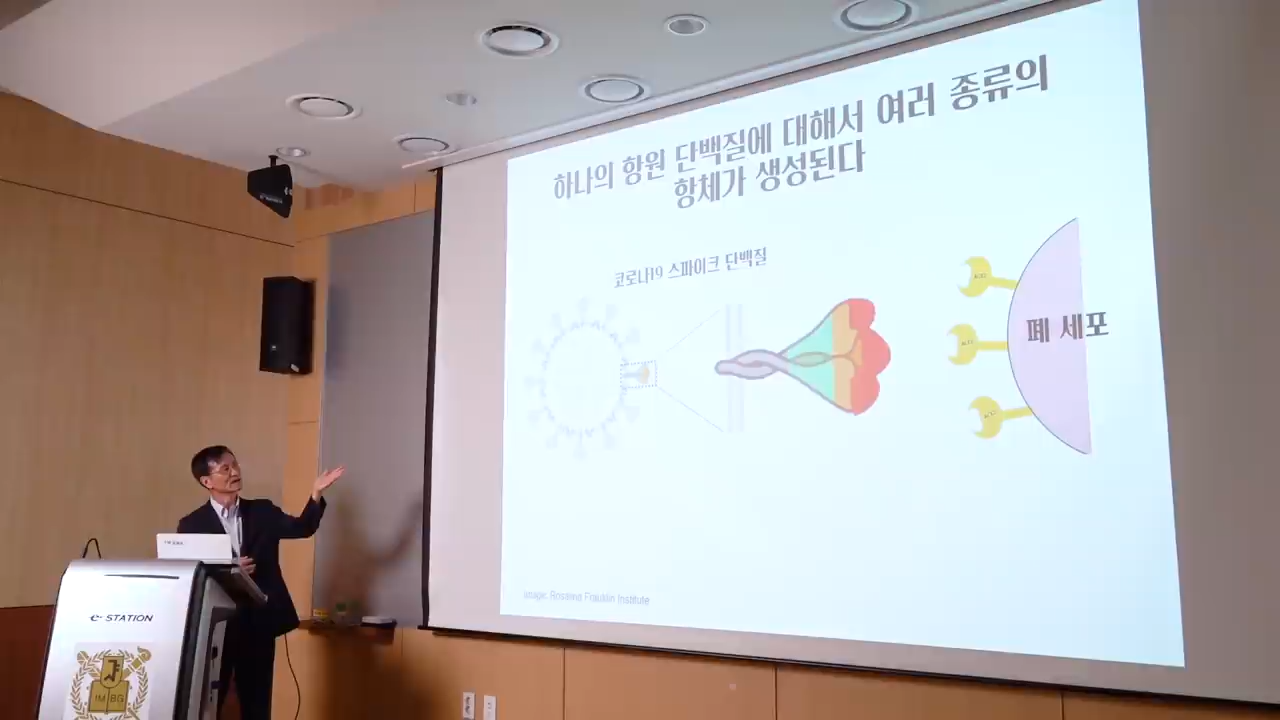 하나의 항원 단백질에 대해서 여러 종류의
항체가 생성된다
코로나19 스파이크 단백질
폐 세포
Image: Rosalind Franklin Institute
e-STATION
IM BG